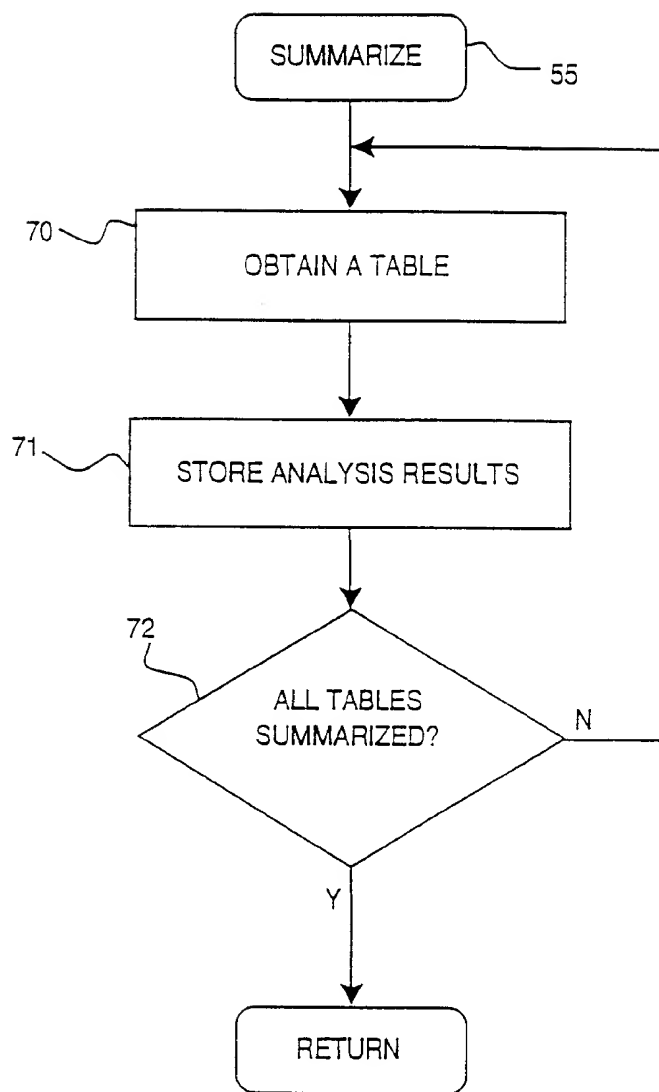 SUMMARIZE
55
70
OBTAIN A TABLE
71
STORE ANALYSIS RESULTS
72
ALL TABLES
SUMMARIZED?
N
Y
RETURN